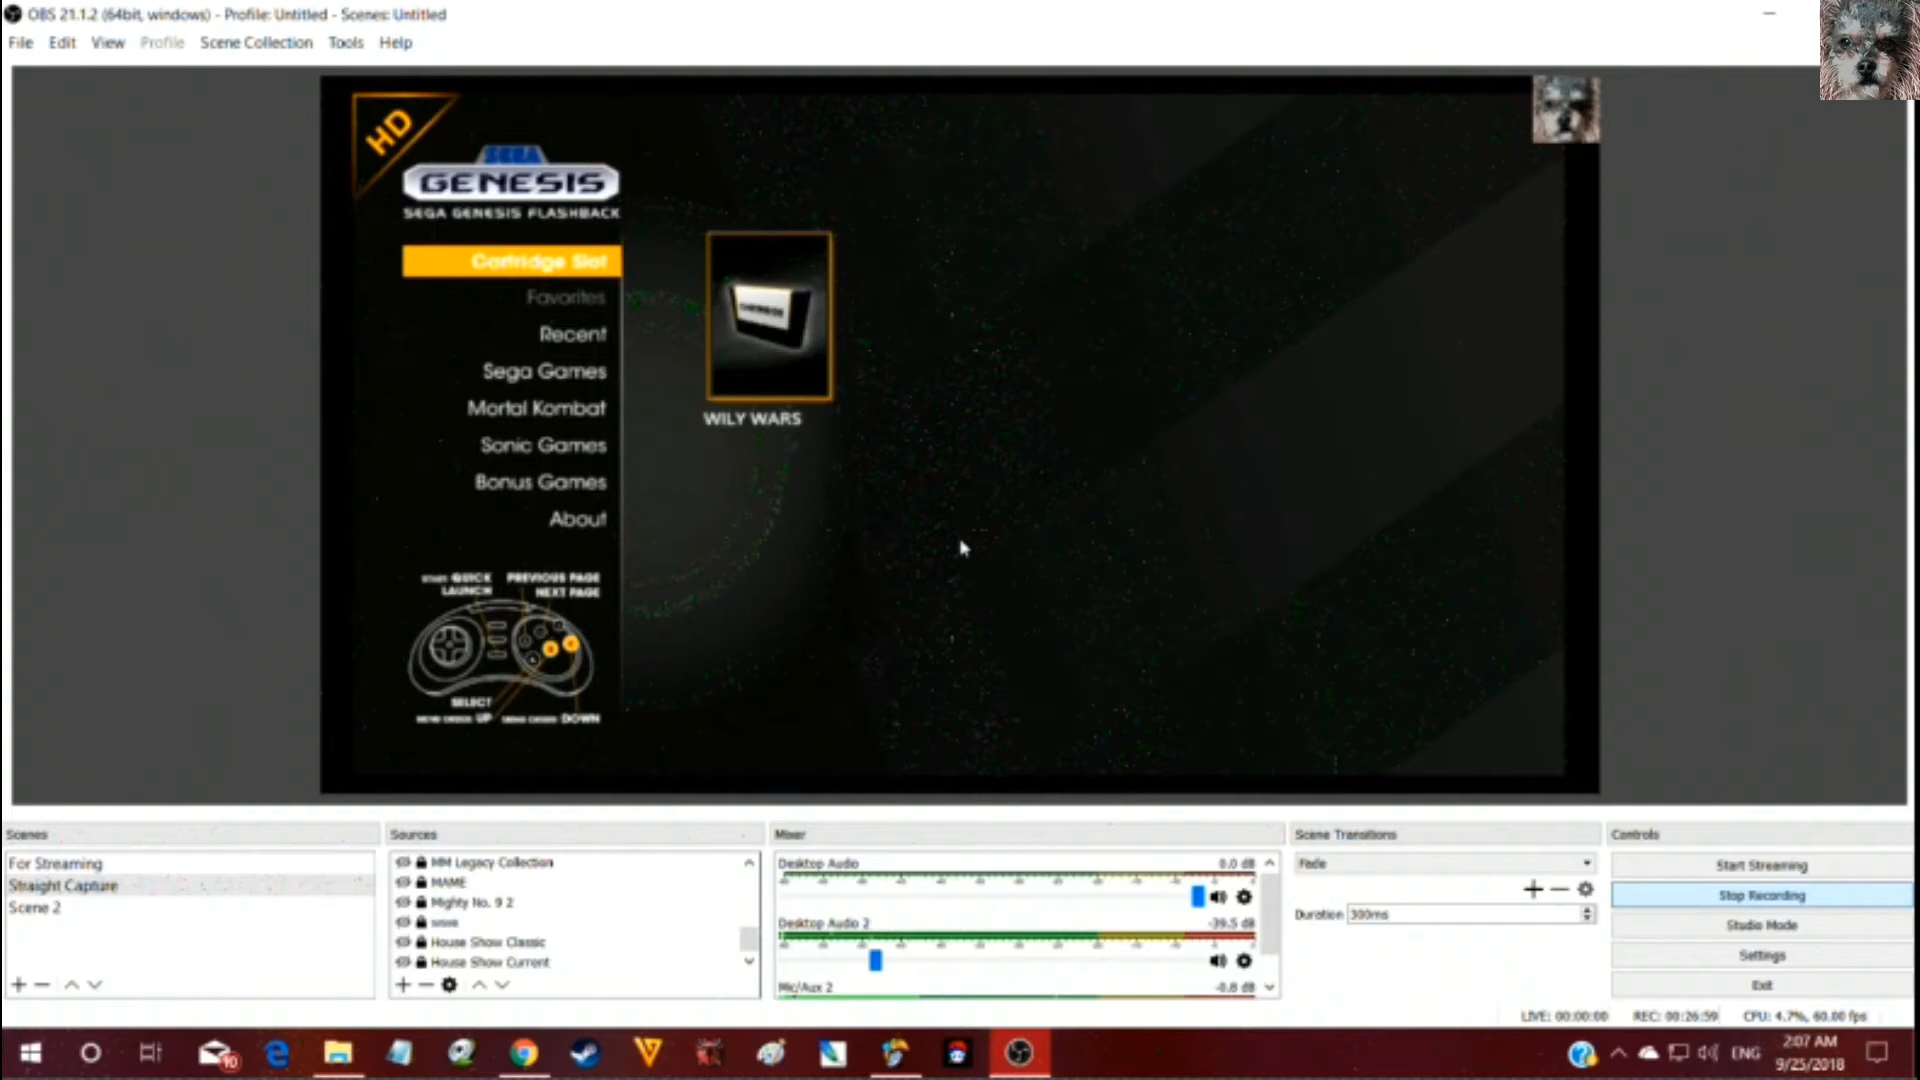 OBS 21.1.2 (64bit, windows) - Profile: Untitled - Scenes: Untitled
File Edit View Profile Scene Collection Tools Help
HD
SEGA
GENESIS
SEGA GENESIS FLASHBACK
Cartridge Slot
Favorites
Recent
Sega Games
Mortal Kombat
Sonic Games
Bonus Games
About
WILY WARS
START: QUICK LAUNCH
PREVIOUS PAGE
NEXT PAGE
SELECT
UP
DOWN
Scenes
For Streaming
Straight Capture
Scene 2
Sources
MM Legacy Collection
MAME
Mighty No. 9 2
House Show Classic
House Show Current
Mixer
Desktop Audio 0.0 dB
Desktop Audio 2 -39.5 dB
Mic/Aux 2 -0.8 dB
Scene Transitions
Fade
Duration 300ms
Controls
Start Streaming
Stop Recording
Studio Mode
Settings
Exit
LIVE: 00:00:00 REC: 00:26:59 CPU: 4.7%, 60.00 fps
10
ENG
2:07 AM
9/25/2018